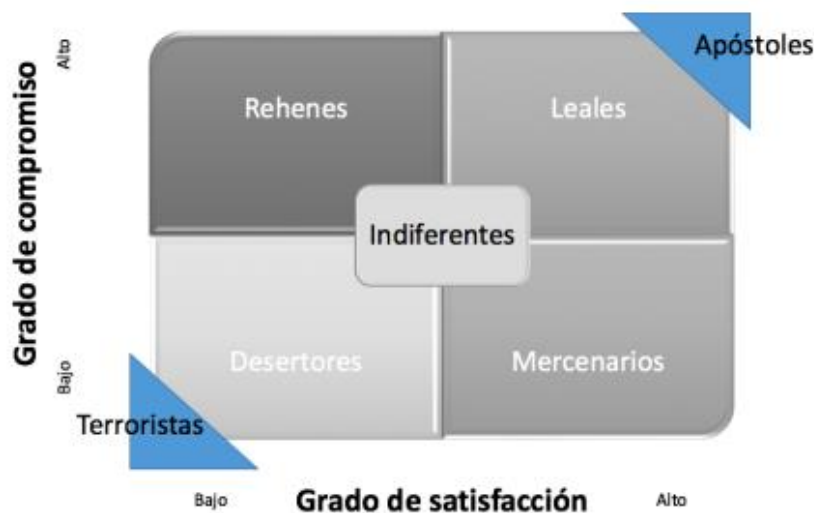 Apóstoles
Alto
Rehenes
Leales
Grado de compromiso
Indiferentes
Desertores
Mercenarios
Bajo
Terroristas
Bajo
Grado de satisfacción
Alto